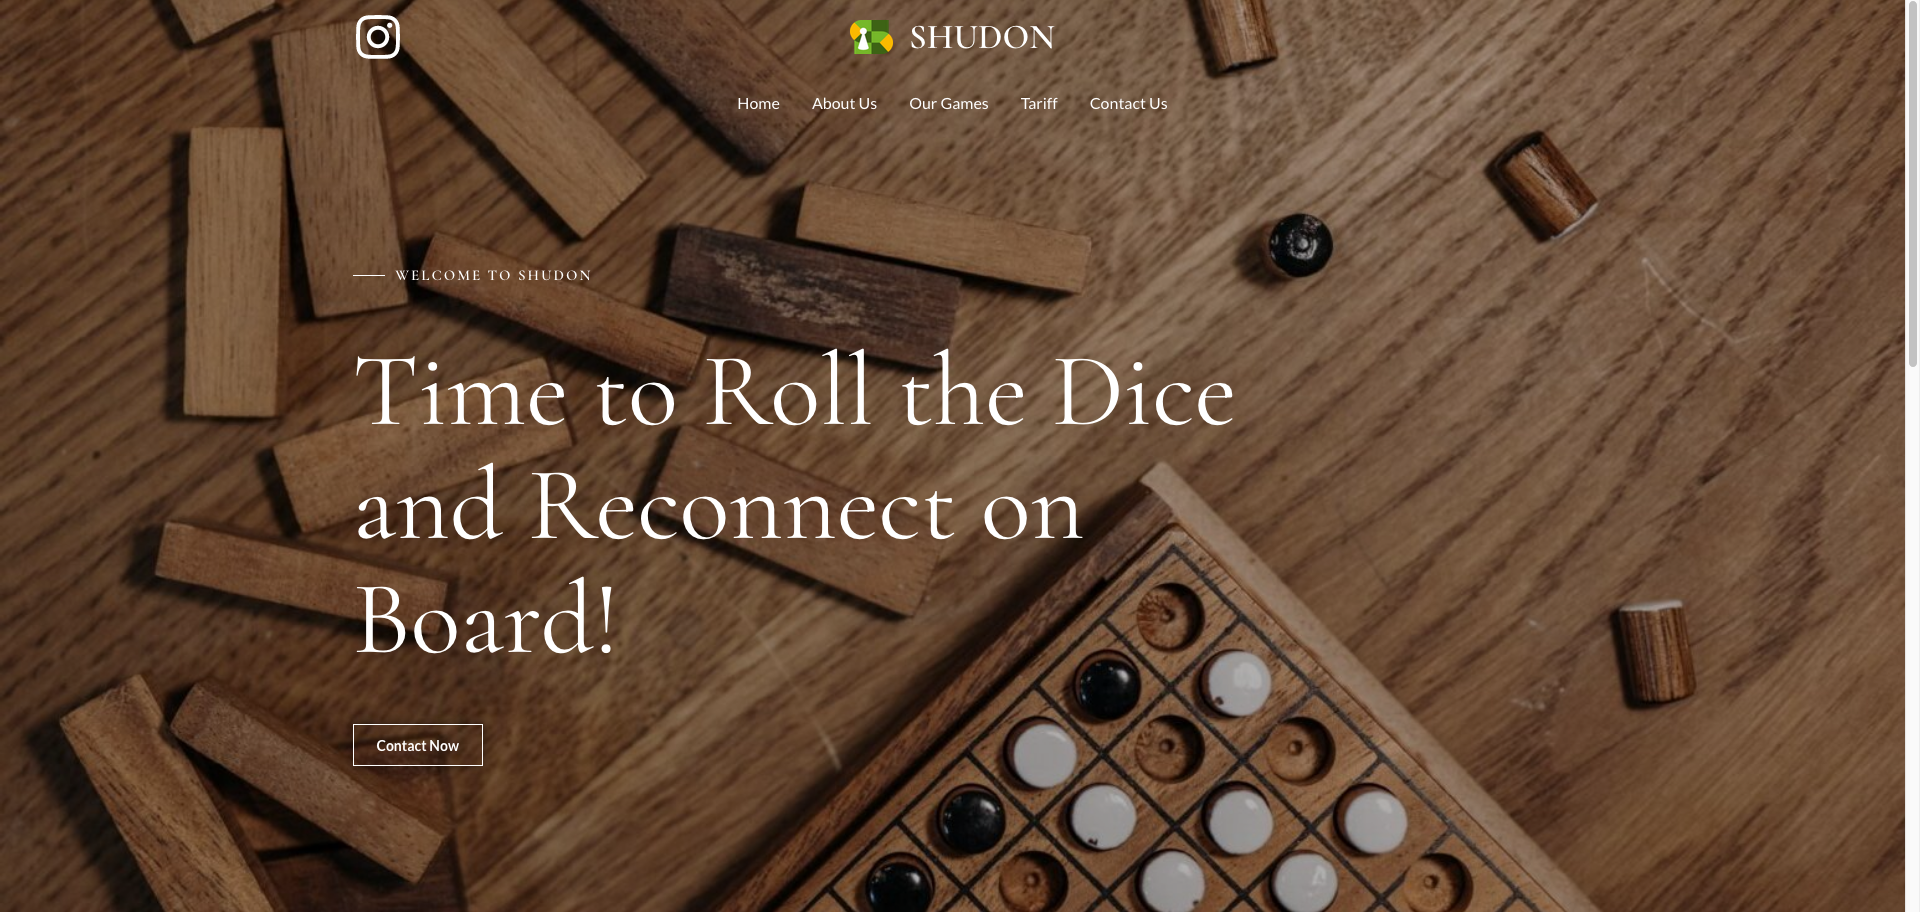 SHUDON
Home About Us Our Games Tariff Contact Us
WELCOME TO SHUDON
Time to Roll the Dice
and Reconnect on
Board!
Contact Now